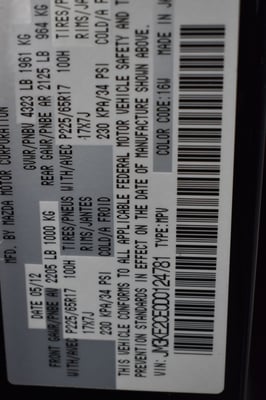 MFD. BY MAZDA MOTOR CORPORATION
GVWR/PNBV 4323 LB 1961 KG
DATE 05/12
FRONT GAWR/PNBE AV 2205 LB 1000 KG
REAR GAWR/PNBE AR 2125 LB 964 KG
WITH/AVEC P225/65R17 100H TIRES/PNEUS WITH/AVEC P225/65R17 100H TIRES/P
17X7J RIMS/JANTES 17X7J RIMS/JA
230 KPA/34 PSI COLD/A FROID 230 KPA/34 PSI COLD/A F
THIS VEHICLE CONFORMS TO ALL APPLICABLE FEDERAL MOTOR VEHICLE SAFETY AND T
PREVENTION STANDARDS IN EFFECT ON THE DATE OF MANUFACTURE SHOWN ABOVE.
JM3KE2CE0D0124781 TYPE: MPV
COLOR CODE: 16W